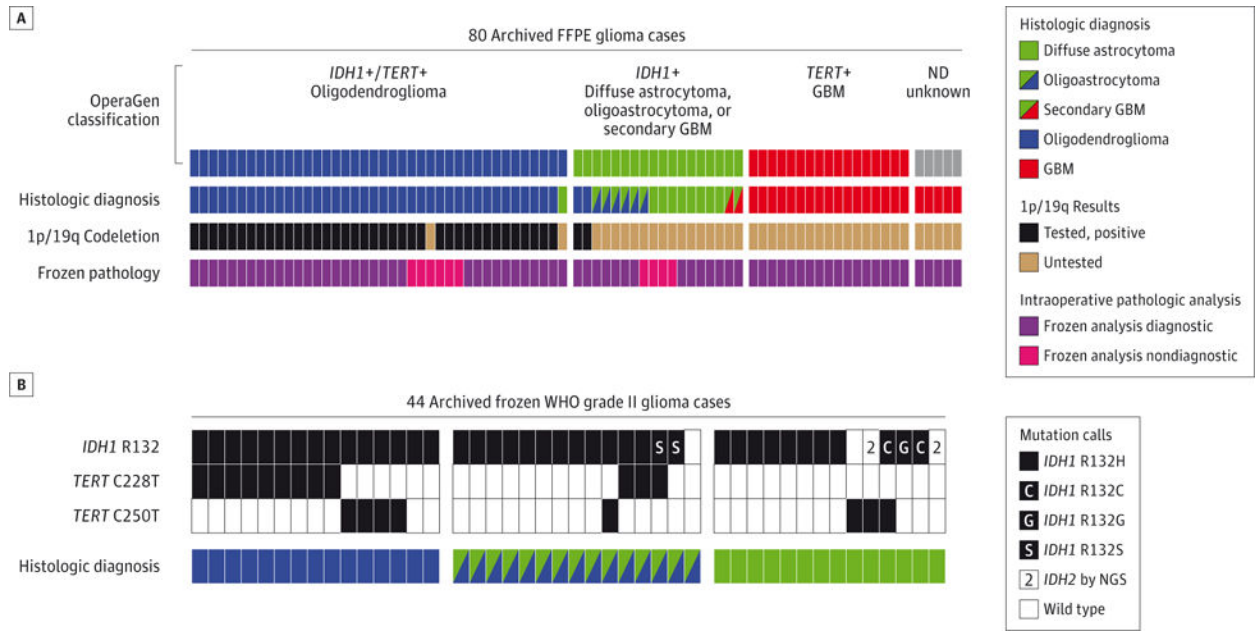 A
80 Archived FFPE glioma cases
OperaGen
classification
IDH1+/TERT+
Oligodendroglioma
IDH1+
Diffuse astrocytoma,
oligoastrocytoma, or
secondary GBM
TERT+
GBM
ND
unknown
Histologic diagnosis
1p/19q Codeletion
Frozen pathology
Histologic diagnosis
Diffuse astrocytoma
Oligoastrocytoma
Secondary GBM
Oligodendroglioma
GBM
1p/19q Results
Tested, positive
Untested
Intraoperative pathologic analysis
Frozen analysis diagnostic
Frozen analysis nondiagnostic
B
44 Archived frozen WHO grade II glioma cases
IDH1 R132
S S 2 C G C 2
TERT C228T
TERT C250T
Histologic diagnosis
Mutation calls
IDH1 R132H
C IDH1 R132C
G IDH1 R132G
S IDH1 R132S
2 IDH2 by NGS
Wild type